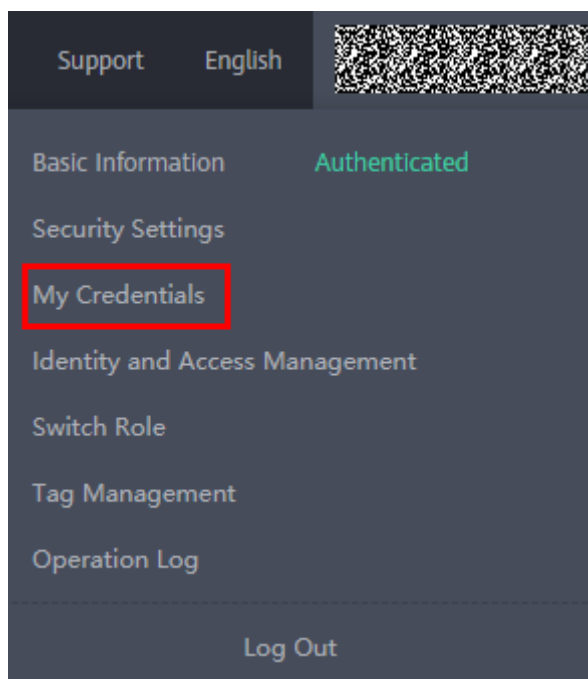 Support English
Basic Information Authenticated
Security Settings
My Credentials
Identity and Access Management
Switch Role
Tag Management
Operation Log
Log Out